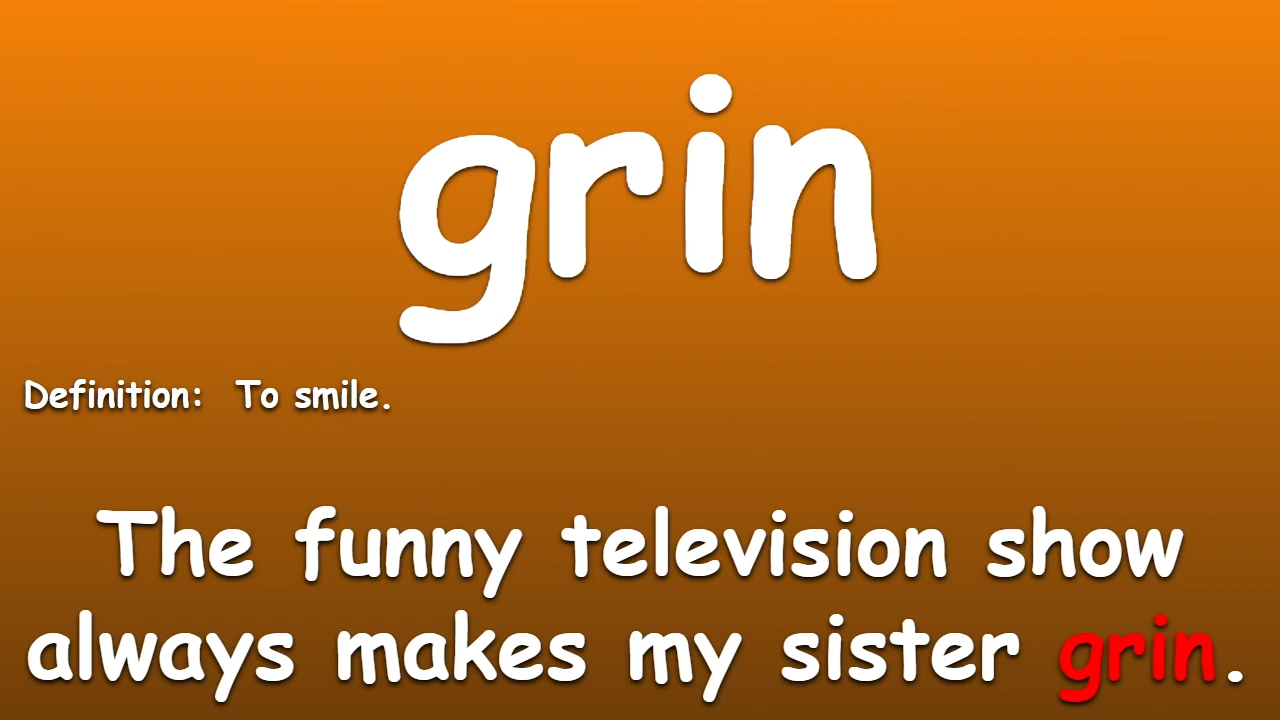 grin
Definition:  To smile.
The funny television show
always makes my sister grin.